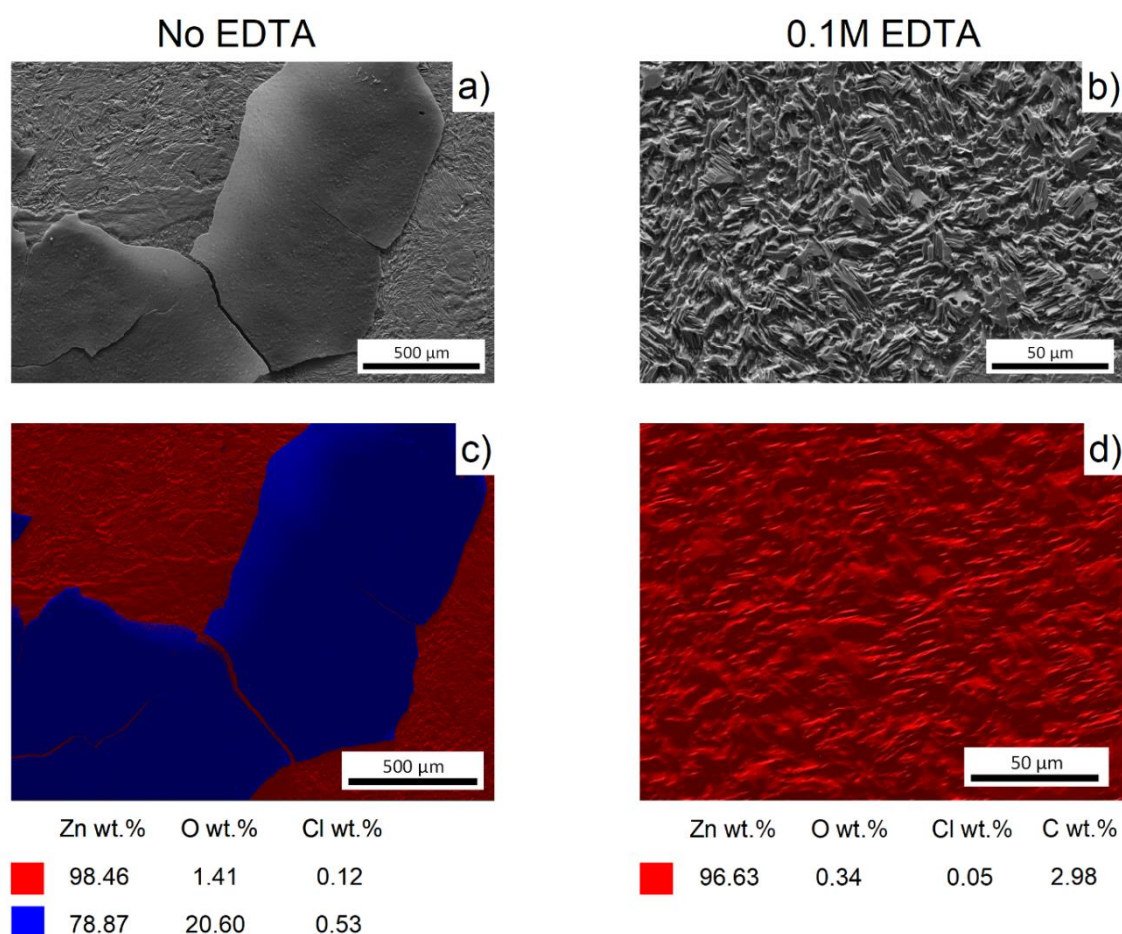 No EDTA
0.1M EDTA
a)
500 µm
b)
50 µm
c)
500 µm
d)
50 µm
Zn wt.% O wt.% Cl wt.%
98.46 1.41 0.12
78.87 20.60 0.53
Zn wt.% O wt.% Cl wt.% C wt.%
96.63 0.34 0.05 2.98